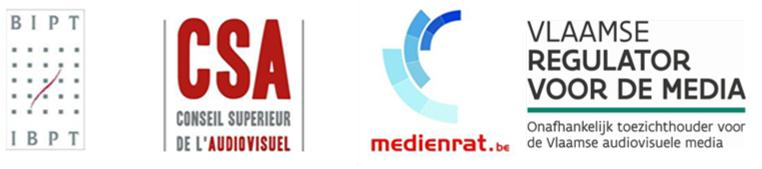 BIPT
IBPT
CSA
CONSEIL SUPERIEUR
DE L'AUDIOVISUEL
medienrat.be
VLAAMSE
REGULATOR
VOOR DE MEDIA
Onafhankelijk toezichthouder voor
de Vlaamse audiovisuele media